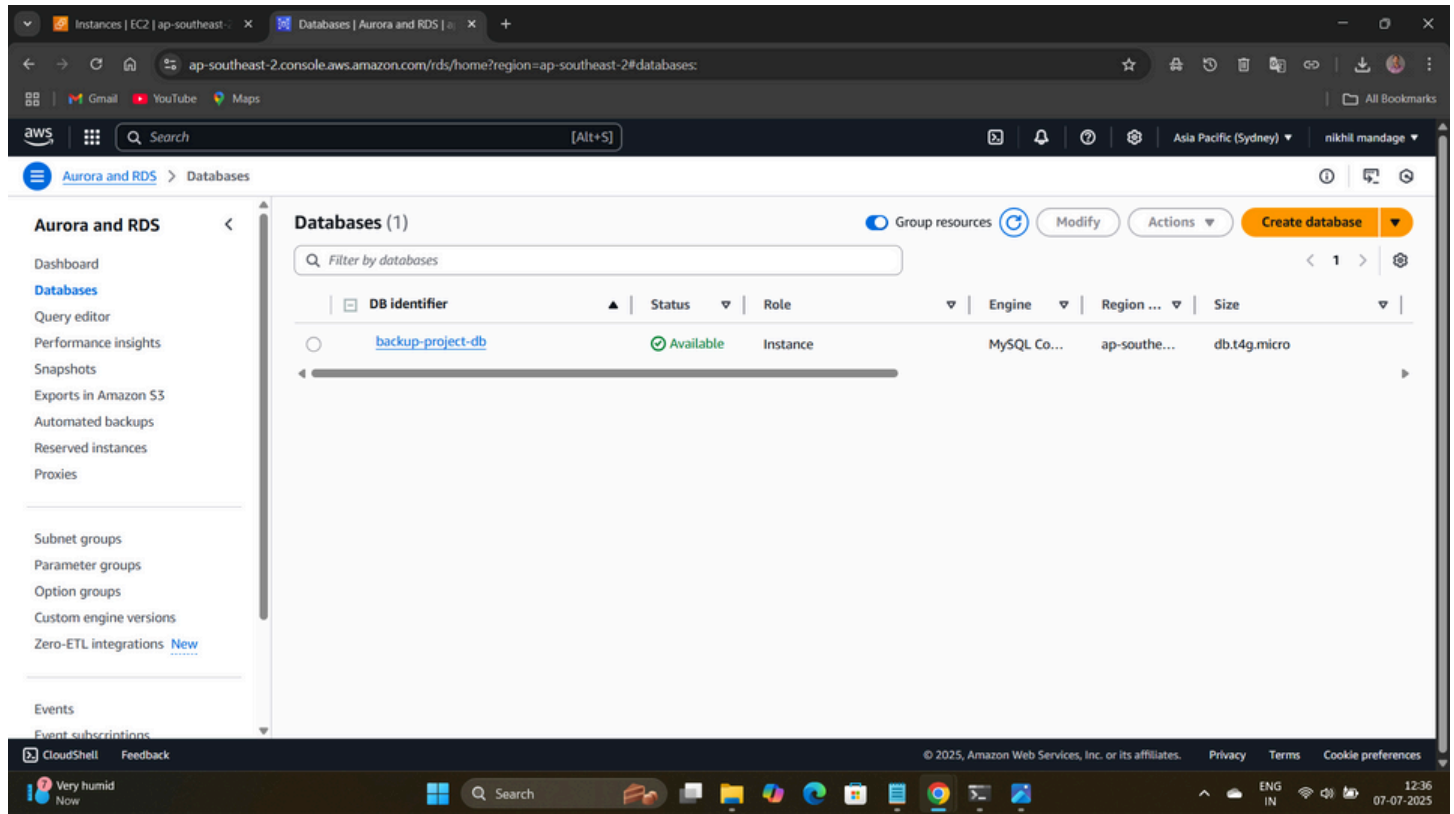 Instances | EC2 | ap-southeast-2
Databases | Aurora and RDS | a
ap-southeast-2.console.aws.amazon.com/rds/home?region=ap-southeast-2#databases:
Gmail YouTube Maps
All Bookmarks
aws Search [Alt+S] Asia Pacific (Sydney) nikhil mandage
Aurora and RDS > Databases
Aurora and RDS
Dashboard
Databases
Query editor
Performance insights
Snapshots
Exports in Amazon S3
Automated backups
Reserved instances
Proxies
Subnet groups
Parameter groups
Option groups
Custom engine versions
Zero-ETL integrations New
Events
Event subscriptions
Databases (1)
Group resources Modify Actions Create database
Filter by databases
1
DB identifier Status Role Engine Region ... Size
backup-project-db Available Instance MySQL Co... ap-southe... db.t4g.micro
CloudShell Feedback © 2025, Amazon Web Services, Inc. or its affiliates. Privacy Terms Cookie preferences
7 Very humid
Now
Search
ENG
IN
12:36
07-07-2025